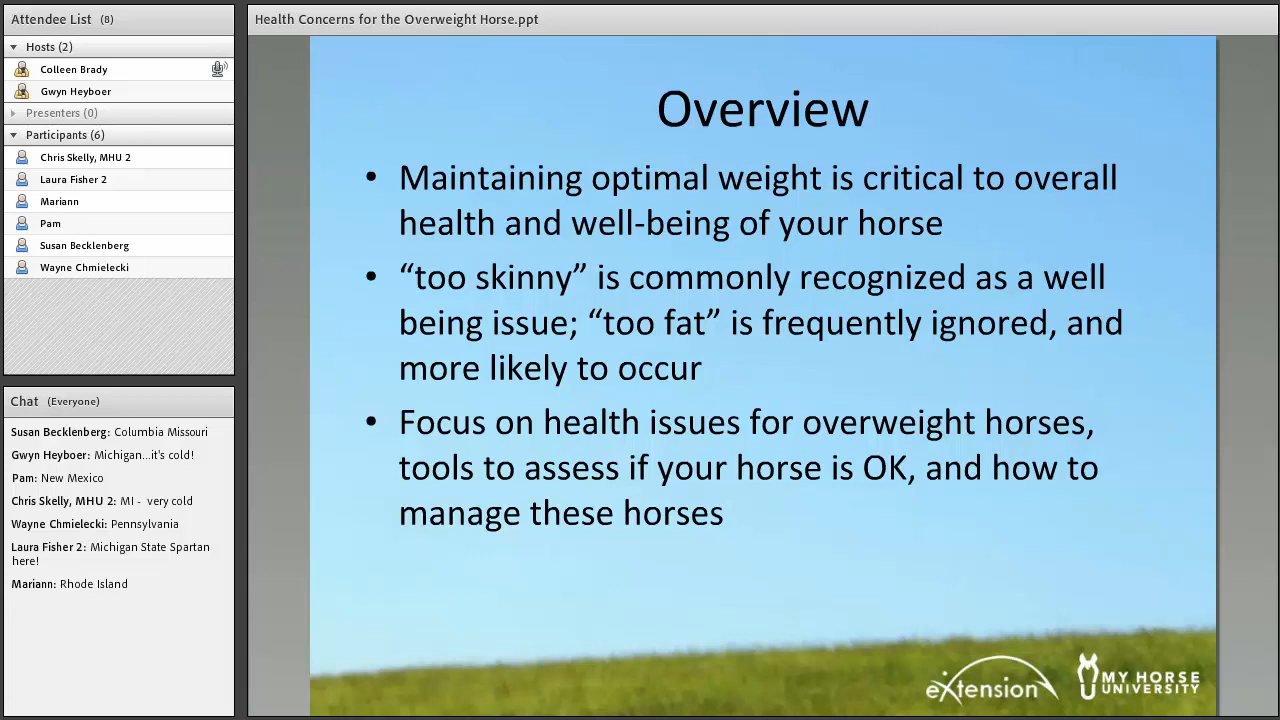 Attendee List (8)
Hosts (2)
Colleen Brady
Gwyn Heyboer
Presenters (0)
Participants (6)
Chris Skelly, MHU 2
Laura Fisher 2
Mariann
Pam
Susan Becklenberg
Wayne Chmielecki
Chat (Everyone)
Susan Becklenberg: Columbia Missouri
Gwyn Heyboer: Michigan...it's cold!
Pam: New Mexico
Chris Skelly, MHU 2: MI - very cold
Wayne Chmielecki: Pennsylvania
Laura Fisher 2: Michigan State Spartan
here!
Mariann: Rhode Island
Health Concerns for the Overweight Horse.ppt
Overview
• Maintaining optimal weight is critical to overall
health and well-being of your horse
• “too skinny” is commonly recognized as a well
being issue; “too fat” is frequently ignored, and
more likely to occur
• Focus on health issues for overweight horses,
tools to assess if your horse is OK, and how to
manage these horses
eXtension
MY HORSE
UNIVERSITY